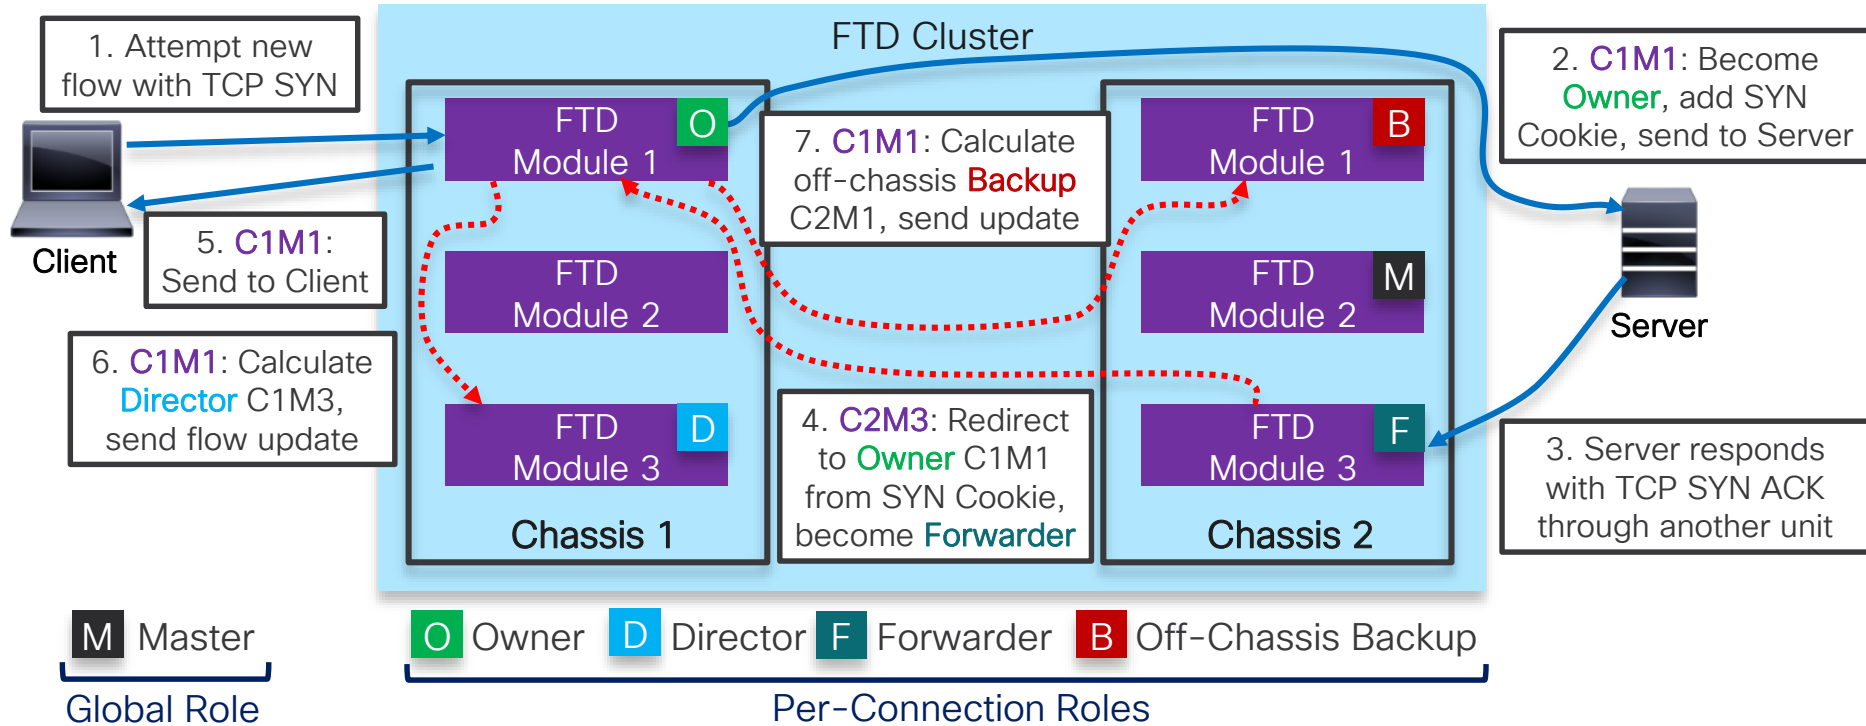 FTD Cluster
1. Attempt new
flow with TCP SYN
2. C1M1: Become
Owner, add SYN
Cookie, send to Server
FTD
Module 1
O
7. C1M1: Calculate
off-chassis Backup
C2M1, send update
FTD
Module 1
B
Client
5. C1M1:
Send to Client
FTD
Module 2
FTD
Module 2
M
Server
6. C1M1: Calculate
Director C1M3,
send flow update
FTD
Module 3
D
4. C2M3: Redirect
to Owner C1M1
from SYN Cookie,
become Forwarder
FTD
Module 3
F
3. Server responds
with TCP SYN ACK
through another unit
Chassis 1
Chassis 2
M Master
O Owner D Director F Forwarder B Off-Chassis Backup
Global Role
Per-Connection Roles